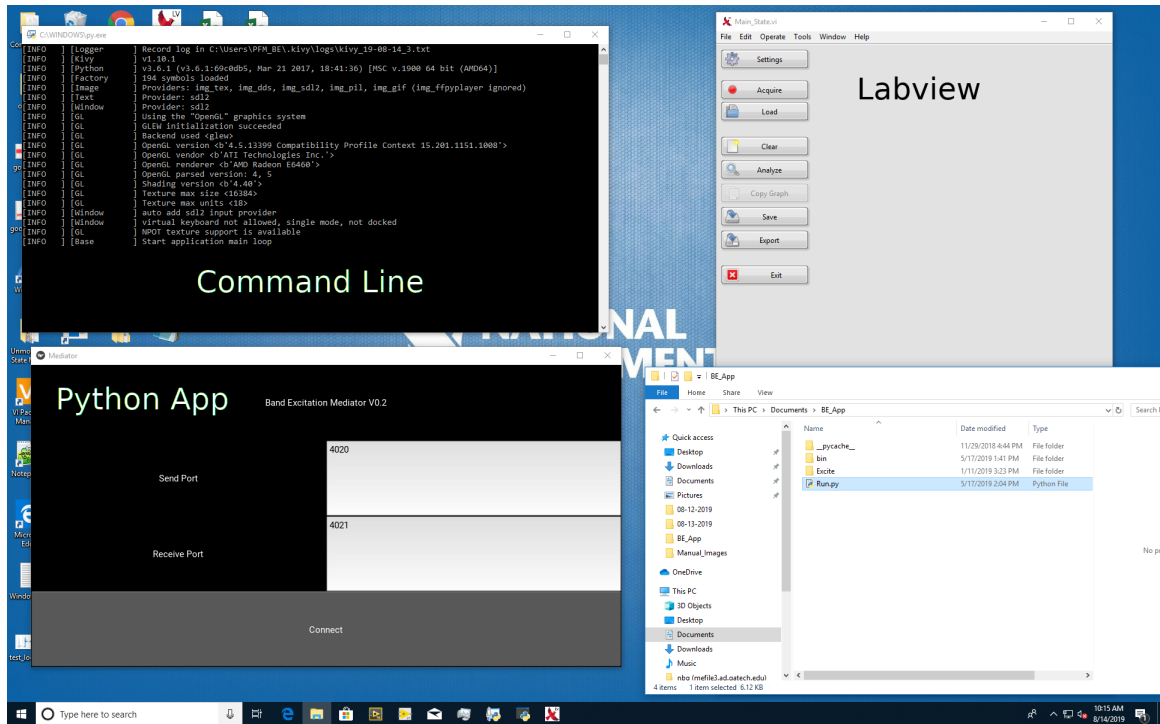 C:\WINDOWS\py.exe
[INFO ] [Logger ] Record log in C:\Users\PFM_BE\.kivy\logs\kivy_19-08-14_3.txt
[INFO ] [Kivy ] v1.10.1
[INFO ] [Python ] v3.6.1 (v3.6.1:69c0db5, Mar 21 2017, 18:41:36) [MSC v.1900 64 bit (AMD64)]
[INFO ] [Factory ] 194 symbols loaded
[INFO ] [Image ] Providers: img_tex, img_dds, img_sdl2, img_pil, img_gif (img_ffpyplayer ignored)
[INFO ] [Text ] Provider: sdl2
[INFO ] [Window ] Provider: sdl2
[INFO ] [GL ] Using the "OpenGL" graphics system
[INFO ] [GL ] GLEW initialization succeeded
[INFO ] [GL ] Backend used <glew>
[INFO ] [GL ] OpenGL version <b'4.5.13399 Compatibility Profile Context 15.201.1151.1008'>
[INFO ] [GL ] OpenGL vendor <b'ATI Technologies Inc.'>
[INFO ] [GL ] OpenGL renderer <b'AMD Radeon E6460'>
[INFO ] [GL ] OpenGL parsed version: 4, 5
[INFO ] [GL ] Shading version <b'4.40'>
[INFO ] [GL ] Texture max size <16384>
[INFO ] [GL ] Texture max units <18>
[INFO ] [Window ] auto add sdl2 input provider
[INFO ] [Window ] virtual keyboard not allowed, single mode, not docked
[INFO ] [GL ] NPOT texture support is available
[INFO ] [Base ] Start application main loop
Command Line
Main_State.vi
File Edit Operate Tools Window Help
Settings
Acquire
Load
Clear
Analyze
Copy Graph
Save
Export
Exit
Labview
Mediator
Python App
Band Excitation Mediator V0.2
Send Port
4020
Receive Port
4021
Connect
BE_App
File Home Share View
This PC > Documents > BE_App
Quick access
Desktop
Downloads
Documents
Pictures
08-12-2019
08-13-2019
BE_App
Manual_Images
OneDrive
This PC
3D Objects
Desktop
Documents
Downloads
Music
Name Date modified Type
__pycache__ 11/29/2018 4:44 PM File folder
bin 5/17/2019 1:41 PM File folder
Excite 1/11/2019 3:23 PM File folder
Run.py 5/17/2019 2:04 PM Python File
4 items 1 item selected 6.12 KB
Type here to search
10:15 AM
8/14/2019